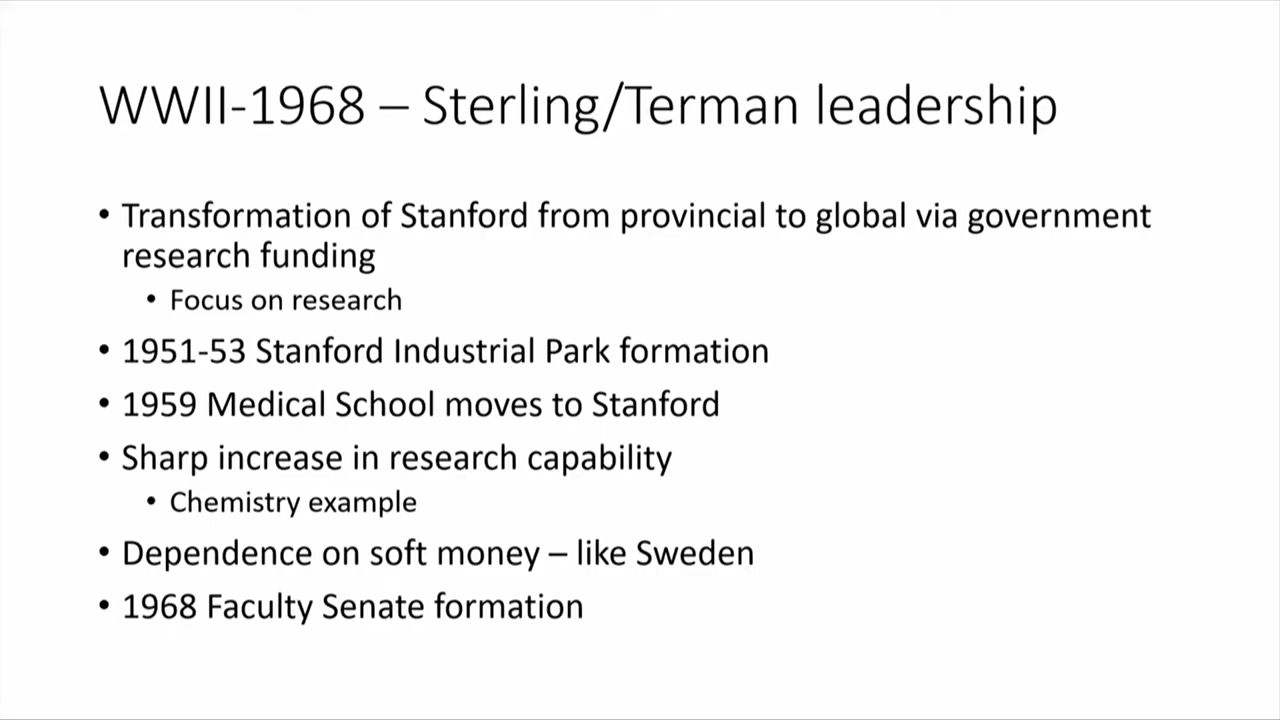 WWII-1968 – Sterling/Terman leadership
• Transformation of Stanford from provincial to global via government
research funding
• Focus on research
• 1951-53 Stanford Industrial Park formation
• 1959 Medical School moves to Stanford
• Sharp increase in research capability
• Chemistry example
• Dependence on soft money – like Sweden
• 1968 Faculty Senate formation